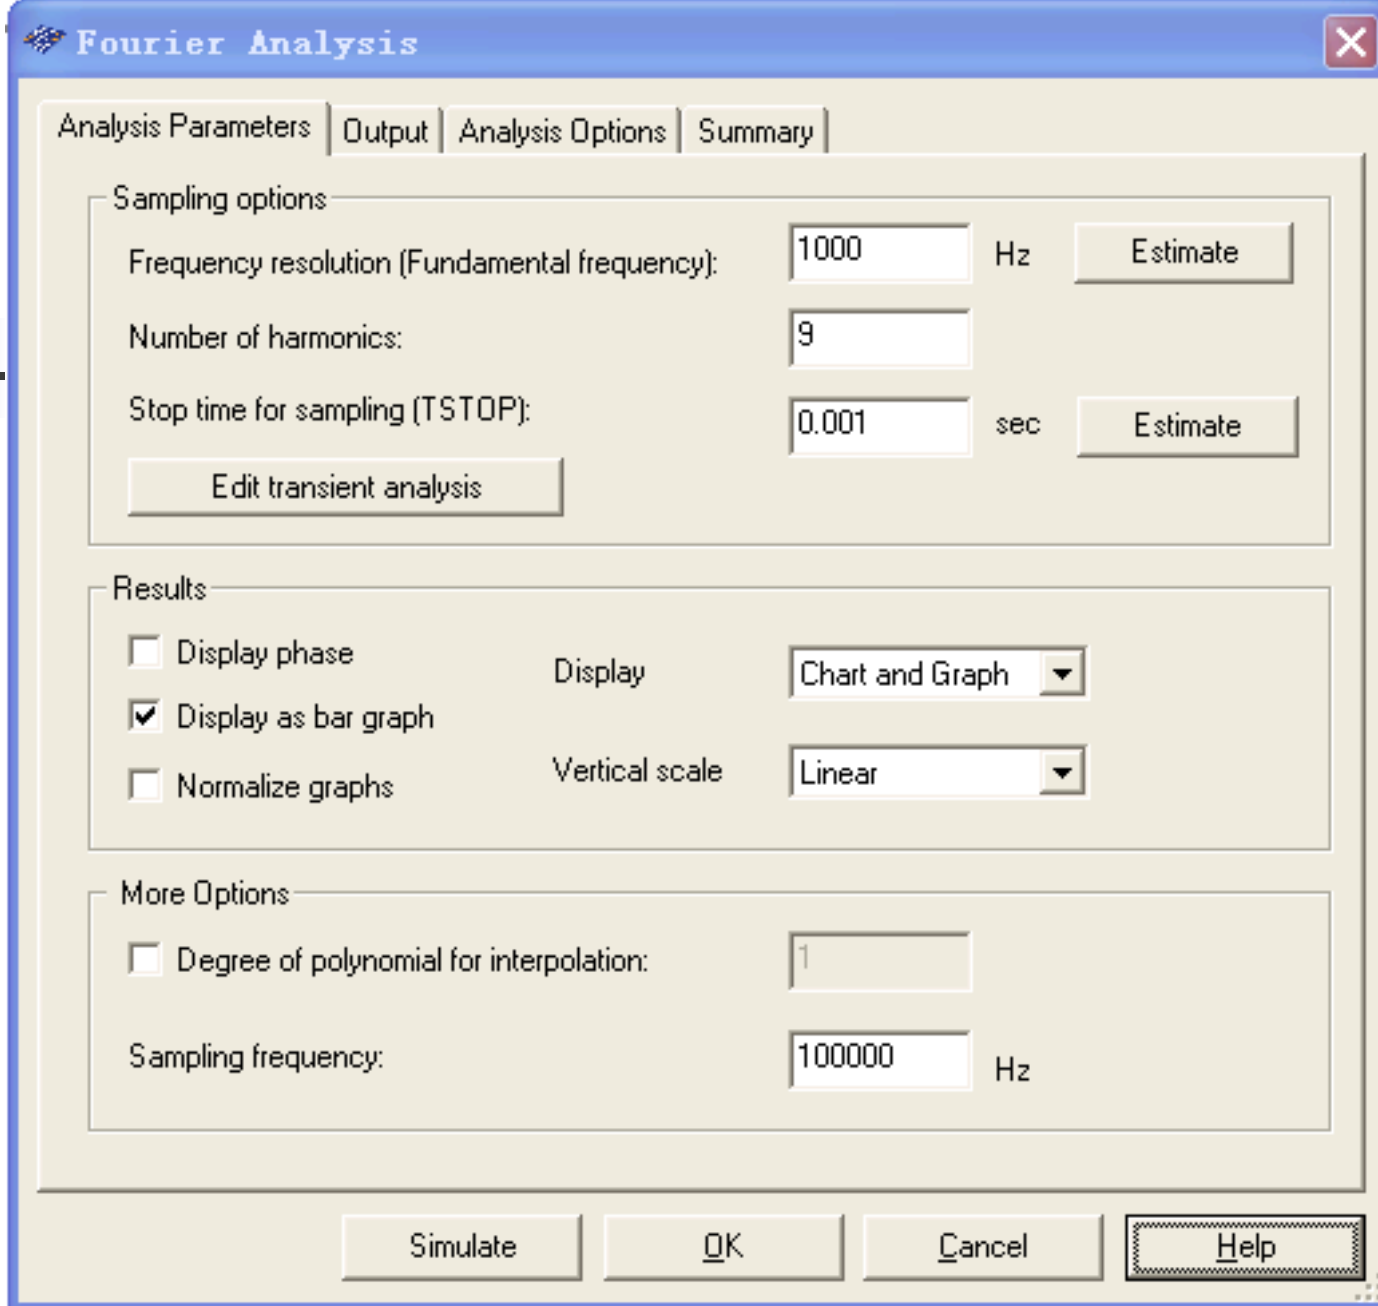 Fourier Analysis
Analysis Parameters Output Analysis Options Summary
Sampling options
Frequency resolution (Fundamental frequency): 1000 Hz Estimate
Number of harmonics: 9
Stop time for sampling (TSTOP): 0.001 sec Estimate
Edit transient analysis
Results
Display phase
Display Chart and Graph
Display as bar graph
Vertical scale Linear
Normalize graphs
More Options
Degree of polynomial for interpolation: 1
Sampling frequency: 100000 Hz
Simulate OK Cancel Help